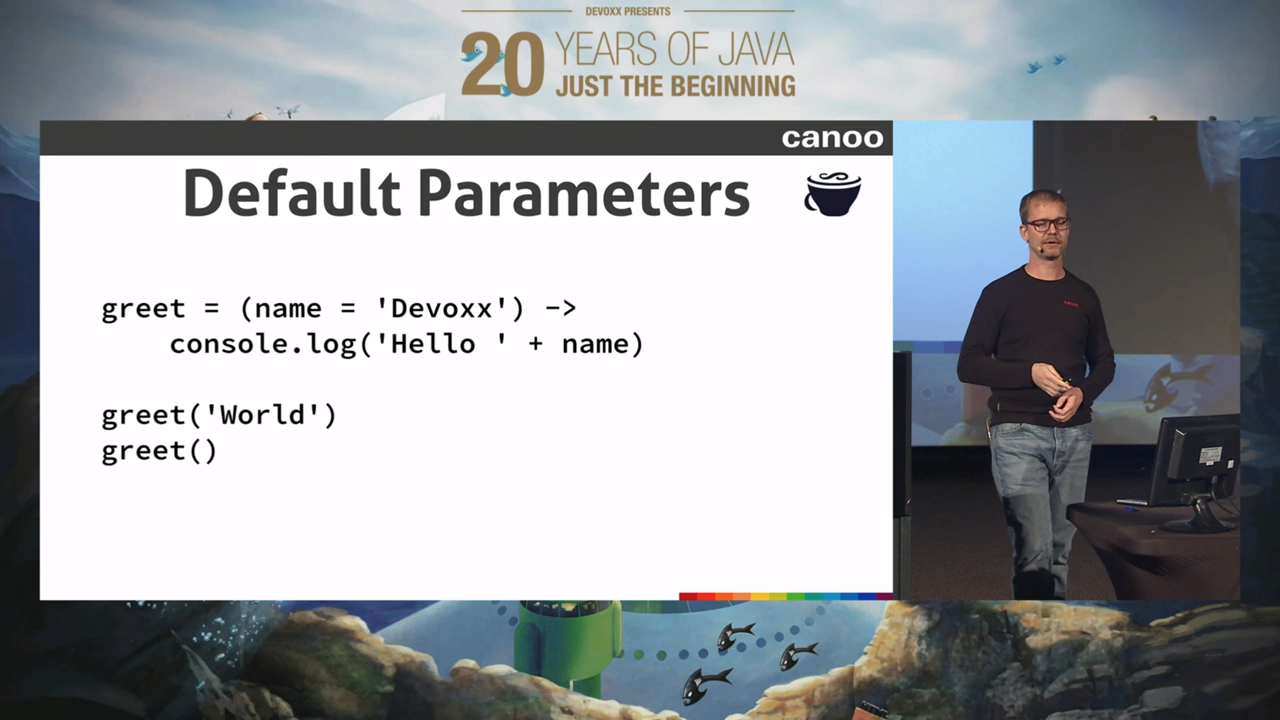 DEVOXX PRESENTS
20 YEARS OF JAVA
JUST THE BEGINNING
canoo
Default Parameters
greet = (name = 'Devoxx') ->
    console.log('Hello ' + name)
greet('World')
greet()
canoo